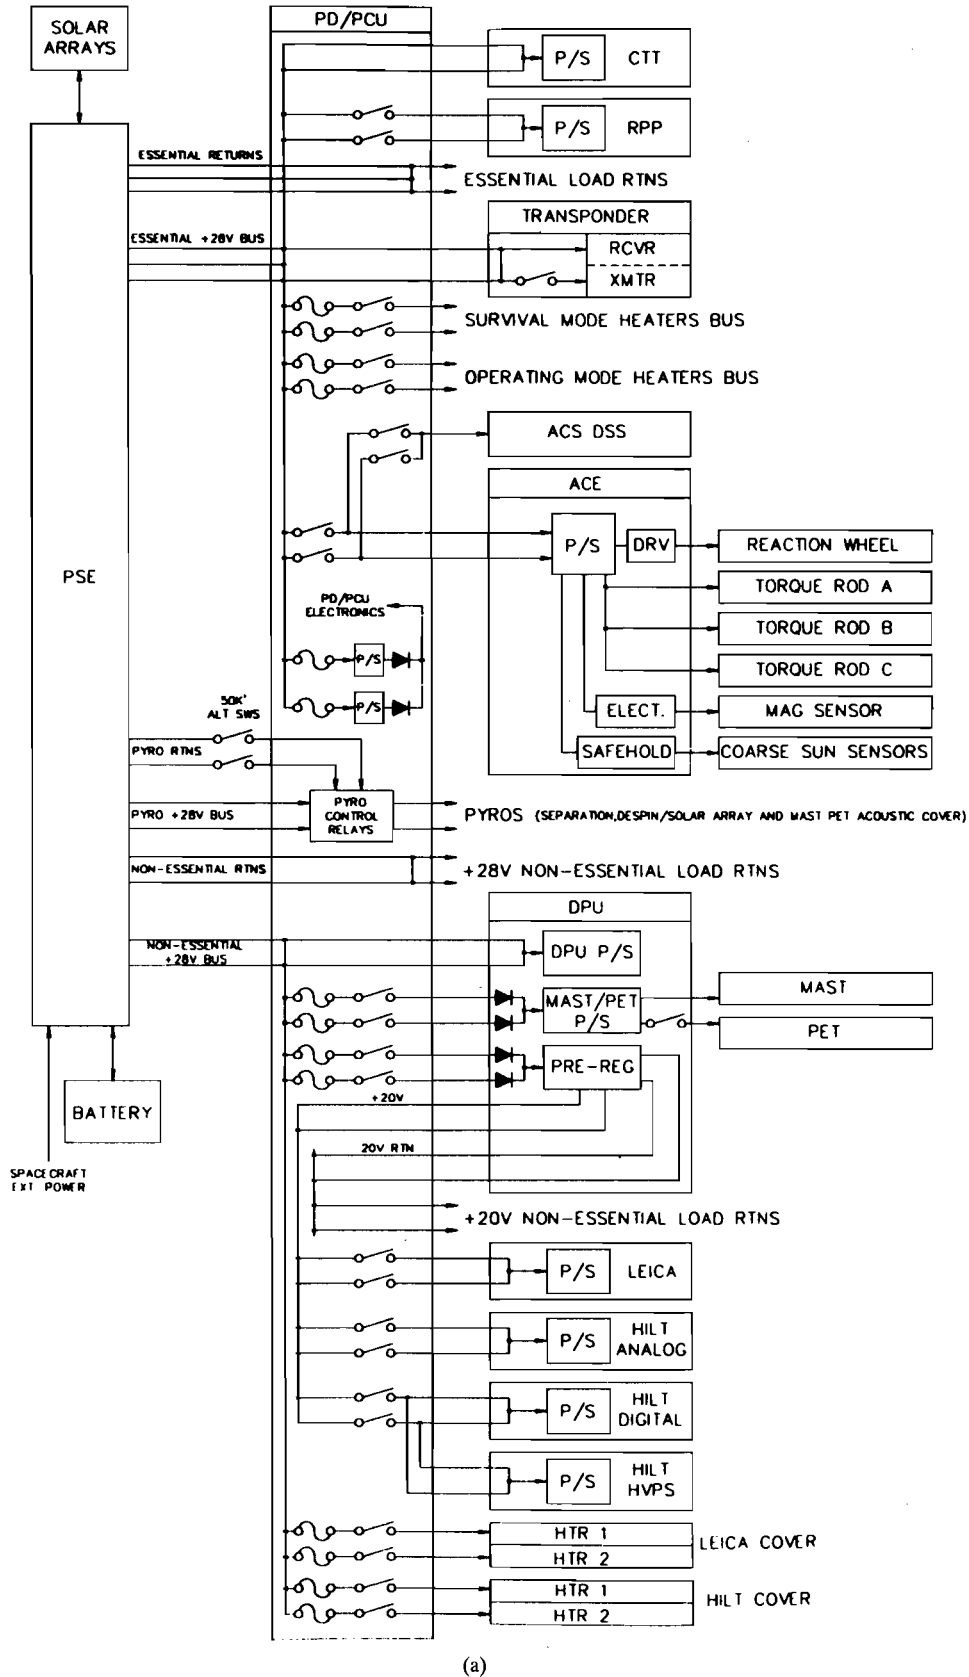 SOLAR
ARRAYS
PD/PCU
P/S CTT
P/S RPP
ESSENTIAL RETURNS
ESSENTIAL LOAD RTNS
TRANSPONDER
ESSENTIAL +28V BUS
RCVR
XMTR
SURVIVAL MODE HEATERS BUS
OPERATING MODE HEATERS BUS
ACS DSS
ACE
PSE
P/S DRV REACTION WHEEL
TORQUE ROD A
PD/PCU
ELECTRONICS
TORQUE ROD B
P/S
TORQUE ROD C
P/S
ELECT. MAG SENSOR
50K'
ALT SWS
PYRO RTNS
SAFEHOLD COARSE SUN SENSORS
PYRO +28V BUS
PYRO
CONTROL
RELAYS
PYROS (SEPARATION,DESPIN/SOLAR ARRAY AND MAST PET ACOUSTIC COVER)
NON-ESSENTIAL RTNS
+28V NON-ESSENTIAL LOAD RTNS
DPU
NON-ESSENTIAL
+28V BUS
DPU P/S
MAST/PET
P/S
MAST
PET
PRE-REG
+20V
BATTERY
20V RTN
SPACECRAFT
EXT POWER
+20V NON-ESSENTIAL LOAD RTNS
P/S LEICA
P/S HILT
ANALOG
P/S HILT
DIGITAL
P/S HILT
HVPS
HTR 1
HTR 2
LEICA COVER
HTR 1
HTR 2
HILT COVER
(a)